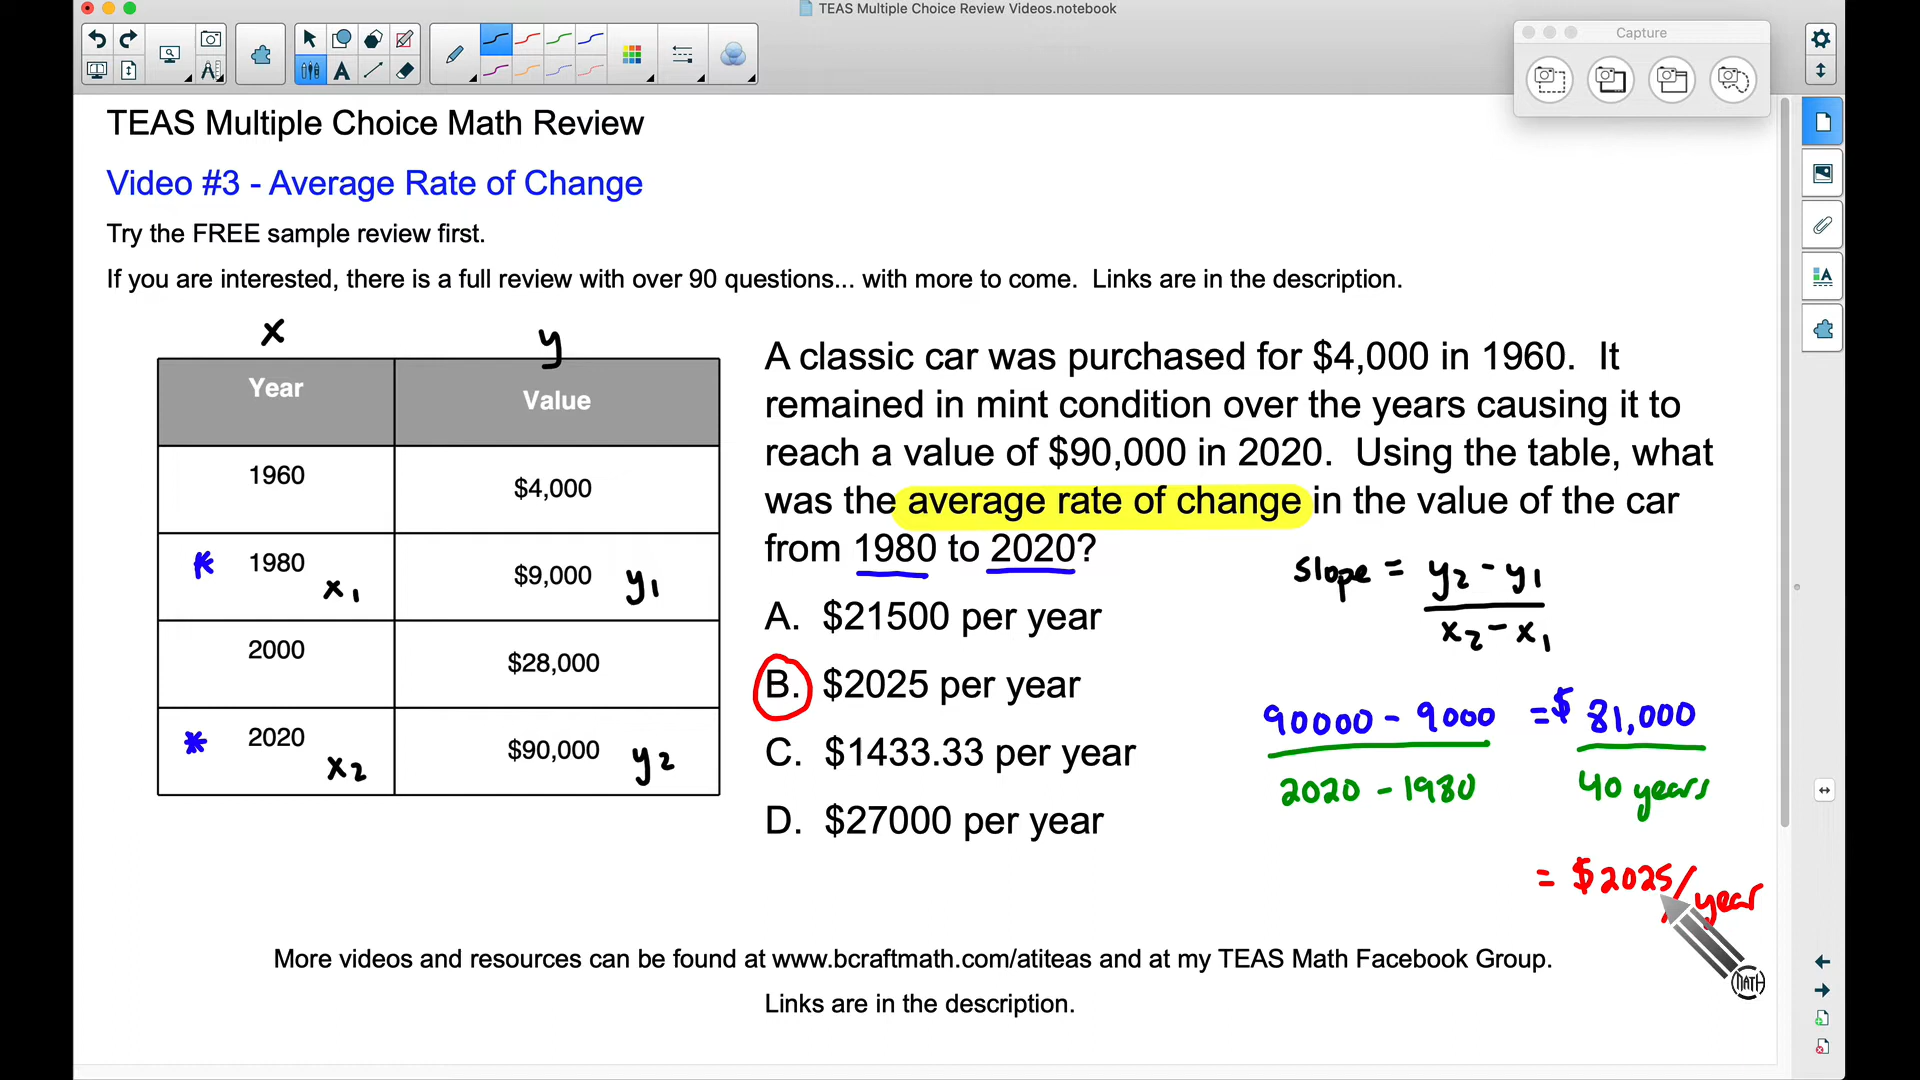 TEAS Multiple Choice Review Videos.notebook
Capture
TEAS Multiple Choice Math Review
Video #3 - Average Rate of Change
Try the FREE sample review first.
If you are interested, there is a full review with over 90 questions... with more to come.  Links are in the description.
x y
Year Value
1960 $4,000
* 1980 x1 $9,000 y1
2000 $28,000
* 2020 x2 $90,000 y2
A classic car was purchased for $4,000 in 1960.  It
remained in mint condition over the years causing it to
reach a value of $90,000 in 2020.  Using the table, what
was the average rate of change in the value of the car
from 1980 to 2020?
A.  $21500 per year
B.  $2025 per year
C.  $1433.33 per year
D.  $27000 per year
slope = y2 - y1
x2 - x1
90000 - 9000 = $ 81,000
2020 - 1980 40 years
= $2025/year
MATH
More videos and resources can be found at www.bcraftmath.com/atiteas and at my TEAS Math Facebook Group.
Links are in the description.